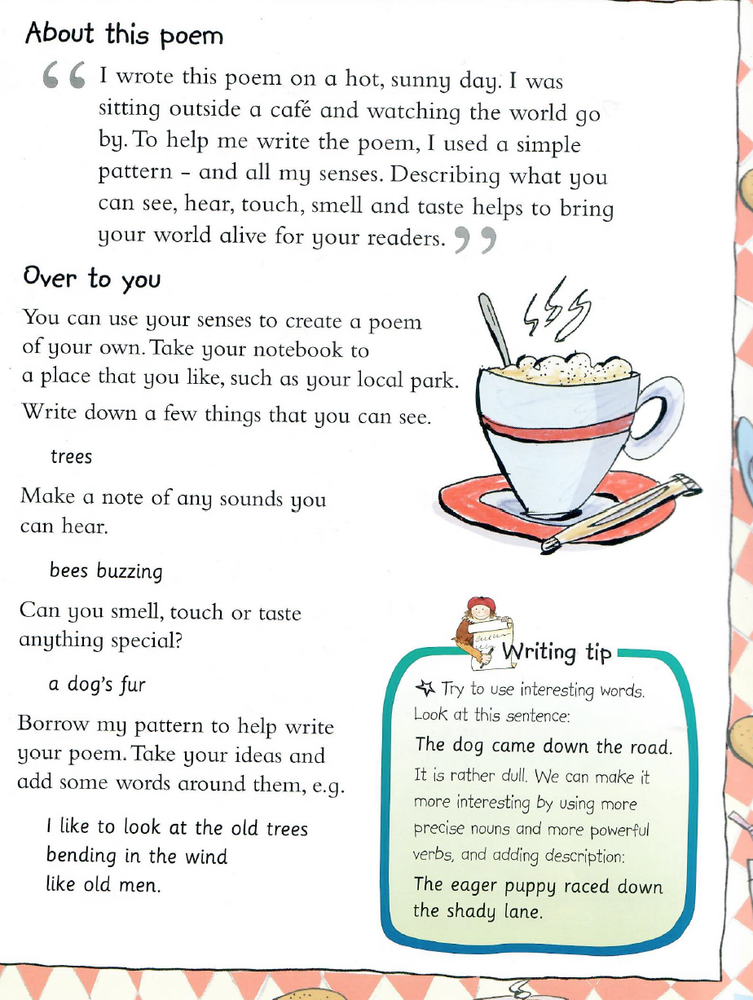 About this poem
“ I wrote this poem on a hot, sunny day. I was
sitting outside a café and watching the world go
by. To help me write the poem, I used a simple
pattern – and all my senses. Describing what you
can see, hear, touch, smell and taste helps to bring
your world alive for your readers. ”
Over to you
You can use your senses to create a poem
of your own. Take your notebook to
a place that you like, such as your local park.
Write down a few things that you can see.
trees
Make a note of any sounds you
can hear.
bees buzzing
Can you smell, touch or taste
anything special?
a dog's fur
Borrow my pattern to help write
your poem. Take your ideas and
add some words around them, e.g.
I like to look at the old trees
bending in the wind
like old men.
Writing tip
☆ Try to use interesting words.
Look at this sentence:
The dog came down the road.
It is rather dull. We can make it
more interesting by using more
precise nouns and more powerful
verbs, and adding description:
The eager puppy raced down
the shady lane.